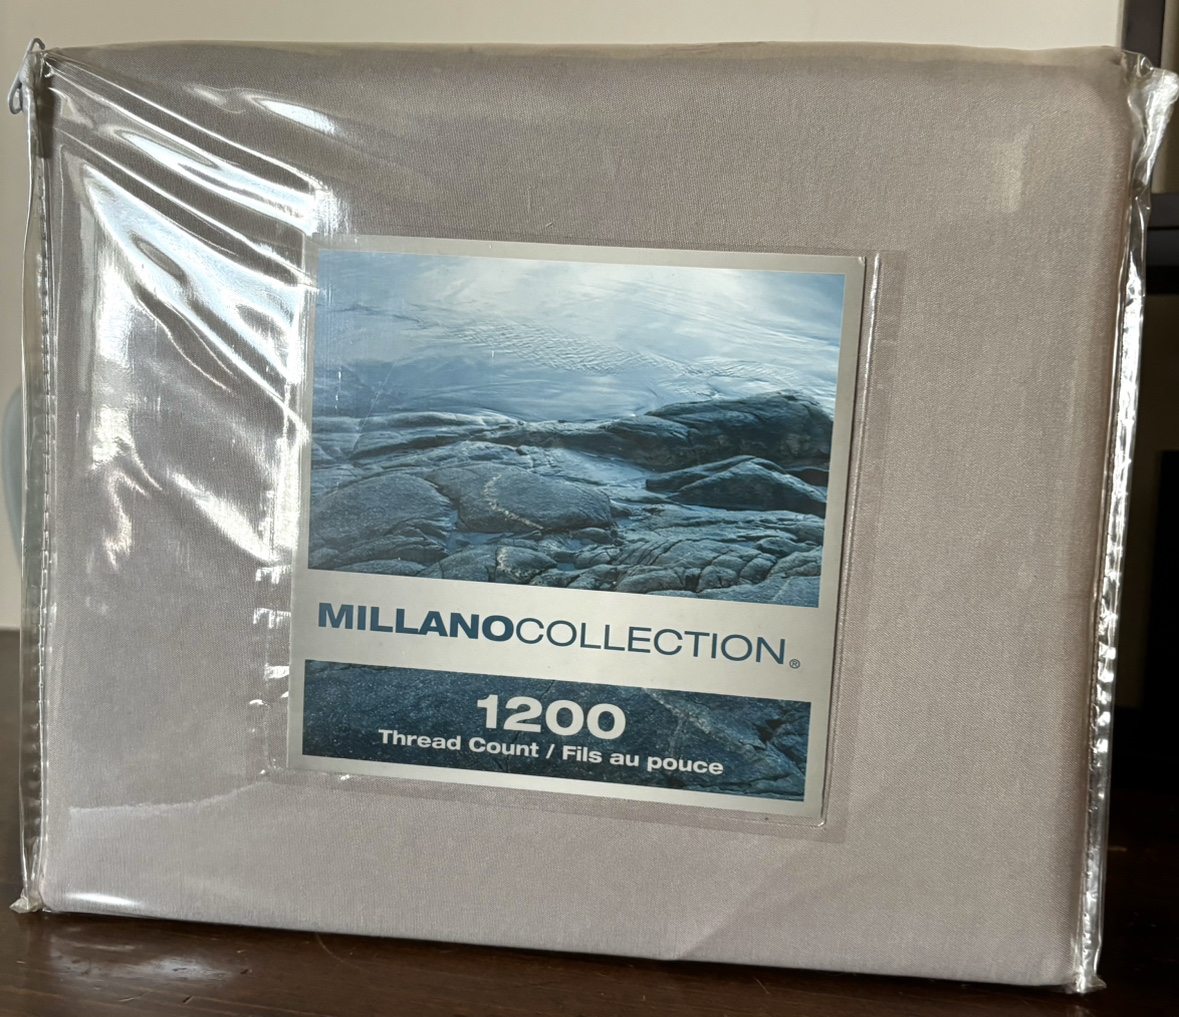 MILLANOCOLLECTION®
1200
Thread Count / Fils au pouce